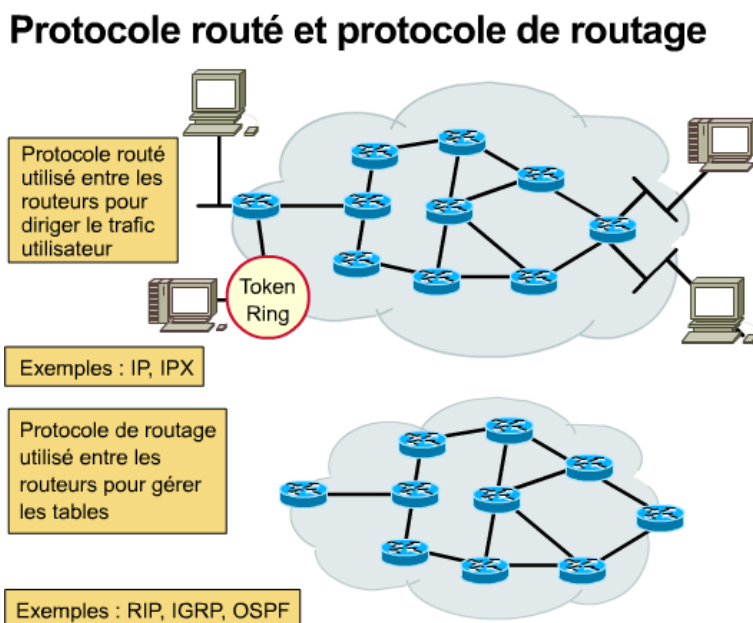 Protocole routé et protocole de routage
Protocole routé
utilisé entre les
routeurs pour
diriger le trafic
utilisateur
Token
Ring
Exemples : IP, IPX
Protocole de routage
utilisé entre les
routeurs pour gérer
les tables
Exemples : RIP, IGRP, OSPF